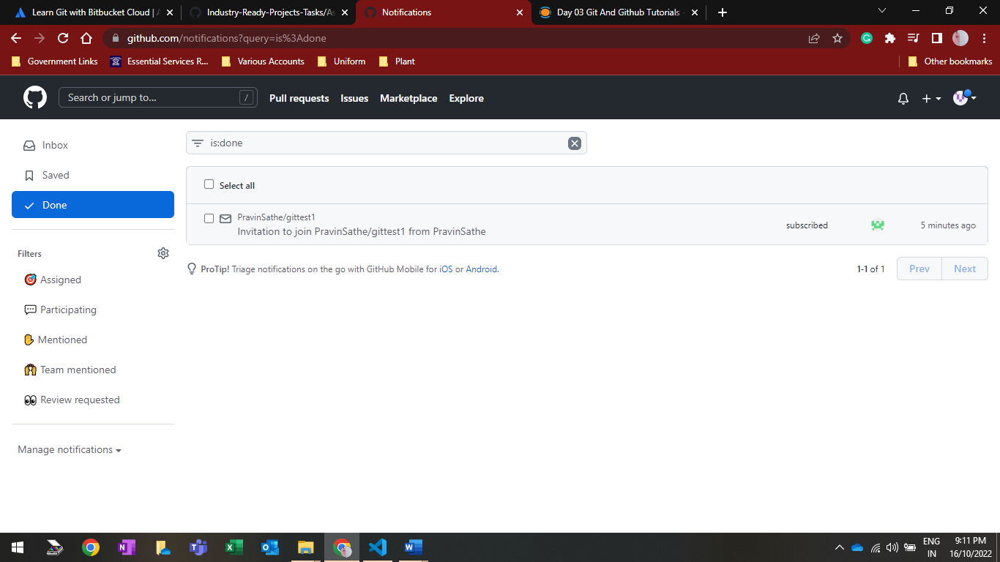 Learn Git with Bitbucket Cloud | A
Industry-Ready-Projects-Tasks/As
Notifications
Day 03 Git And Github Tutorials -
github.com/notifications?query=is%3Adone
Government Links
Essential Services R...
Various Accounts
Uniform
Plant
Other bookmarks
Search or jump to...
/
Pull requests
Issues
Marketplace
Explore
Inbox
Saved
Done
Filters
Assigned
Participating
Mentioned
Team mentioned
Review requested
Manage notifications
is:done
Select all
PravinSathe/gittest1
Invitation to join PravinSathe/gittest1 from PravinSathe
subscribed
5 minutes ago
ProTip! Triage notifications on the go with GitHub Mobile for iOS or Android.
1-1 of 1
Prev
Next
ENG
IN
9:11 PM
16/10/2022